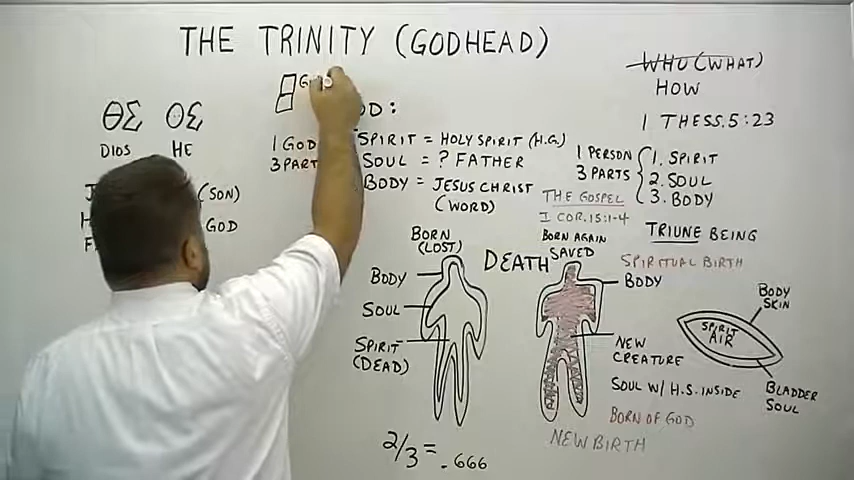 THE TRINITY (GODHEAD)
WHO (WHAT)
HOW
1 THESS. 5:23
ΘΣ ΟΣ
DIOS HE
(SON)
GOD
1 GOD
3 PART
SPIRIT = HOLY SPIRIT (H.G.)
SOUL = ? FATHER
BODY = JESUS CHRIST
(WORD)
1 PERSON
3 PARTS
1. SPIRIT
2. SOUL
3. BODY
THE GOSPEL
I COR. 15:1-4
TRIUNE BEING
BORN
(LOST)
BODY
SOUL
SPIRIT
(DEAD)
DEATH
BORN AGAIN
SAVED
SPIRITUAL BIRTH
BODY
NEW
CREATURE
SOUL W/ H.S. INSIDE
BORN OF GOD
NEW BIRTH
BODY
SKIN
SPIRIT
AIR
BLADDER
SOUL
2/3 = .666